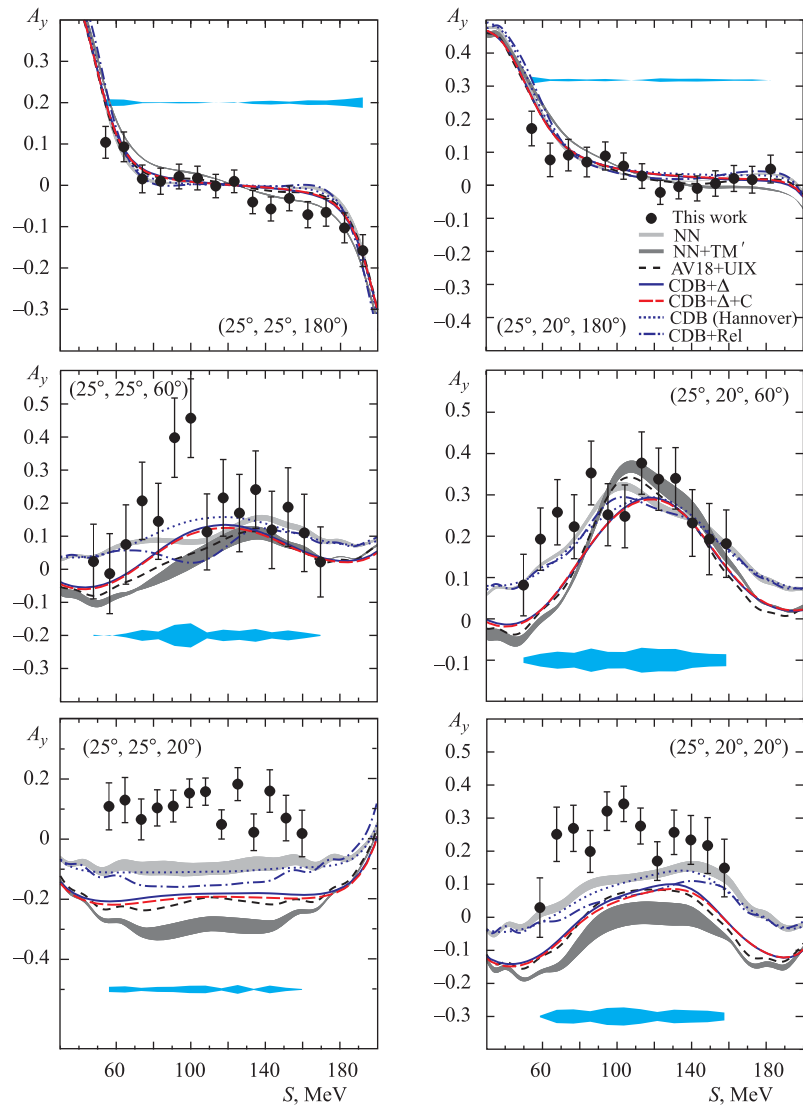 A_y
0.4
0.3
0.2
0.1
0
–0.1
–0.2
–0.3
(25°, 25°, 180°)
A_y
0.5
0.4
0.3
0.2
0.1
0
–0.1
–0.2
–0.4
(25°, 20°, 180°)
This work
NN
NN+TM′
AV18+UIX
CDB+Δ
CDB+Δ+C
CDB (Hannover)
CDB+Rel
A_y
0.5
0.4
0.3
0.2
0.1
0
–0.1
–0.2
–0.3
(25°, 25°, 60°)
A_y
0.5
0.4
0.3
0.2
0.1
0
–0.1
(25°, 20°, 60°)
A_y
0.2
0
–0.2
–0.4
(25°, 25°, 20°)
60 100 140 180
S, MeV
A_y
0.5
0.4
0.3
0.2
0.1
0
–0.1
–0.2
–0.3
(25°, 20°, 20°)
60 100 140 180
S, MeV